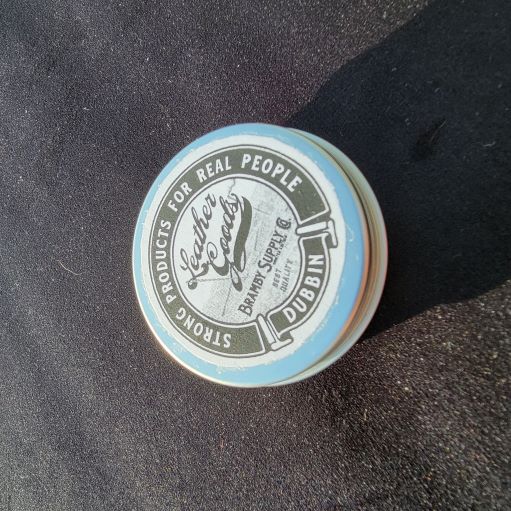 STRONG PRODUCTS FOR REAL PEOPLE
Leather
Goods
BRAMBY SUPPLY Co.
BEST
QUALITY
DUBBIN